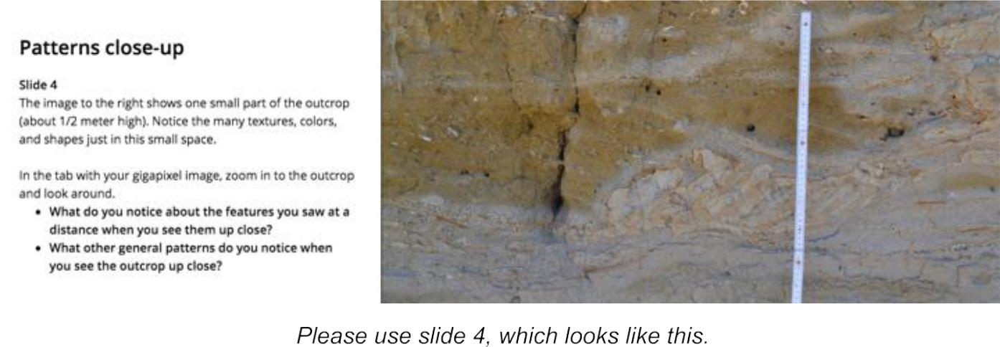 Patterns close-up
Slide 4
The image to the right shows one small part of the outcrop
(about 1/2 meter high). Notice the many textures, colors,
and shapes just in this small space.
In the tab with your gigapixel image, zoom in to the outcrop
and look around.
• What do you notice about the features you saw at a
distance when you see them up close?
• What other general patterns do you notice when
you see the outcrop up close?
Please use slide 4, which looks like this.